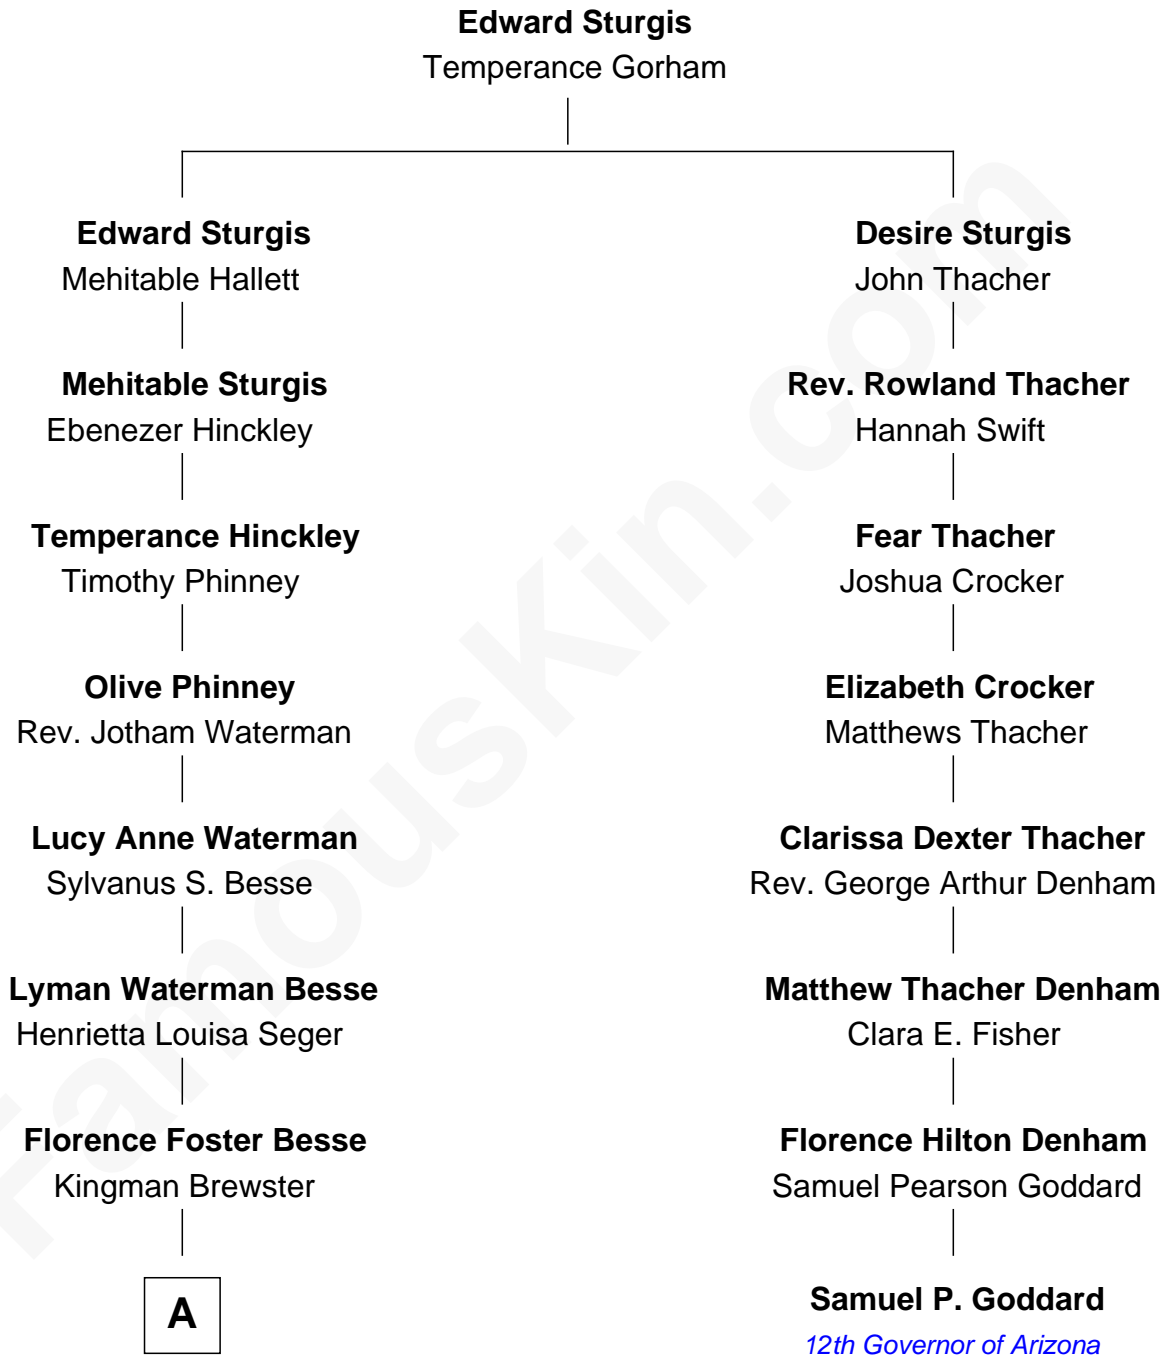 Edward Sturgis
Temperance Gorham
Edward Sturgis
Mehitable Hallett
Desire Sturgis
John Thacher
Mehitable Sturgis
Ebenezer Hinckley
Rev. Rowland Thacher
Hannah Swift
Temperance Hinckley
Timothy Phinney
Fear Thacher
Joshua Crocker
Olive Phinney
Rev. Jotham Waterman
Elizabeth Crocker
Matthews Thacher
Lucy Anne Waterman
Sylvanus S. Besse
Clarissa Dexter Thacher
Rev. George Arthur Denham
Lyman Waterman Besse
Henrietta Louisa Seger
Matthew Thacher Denham
Clara E. Fisher
Florence Foster Besse
Kingman Brewster
Florence Hilton Denham
Samuel Pearson Goddard
A
Samuel P. Goddard
12th Governor of Arizona
FamousKin.com